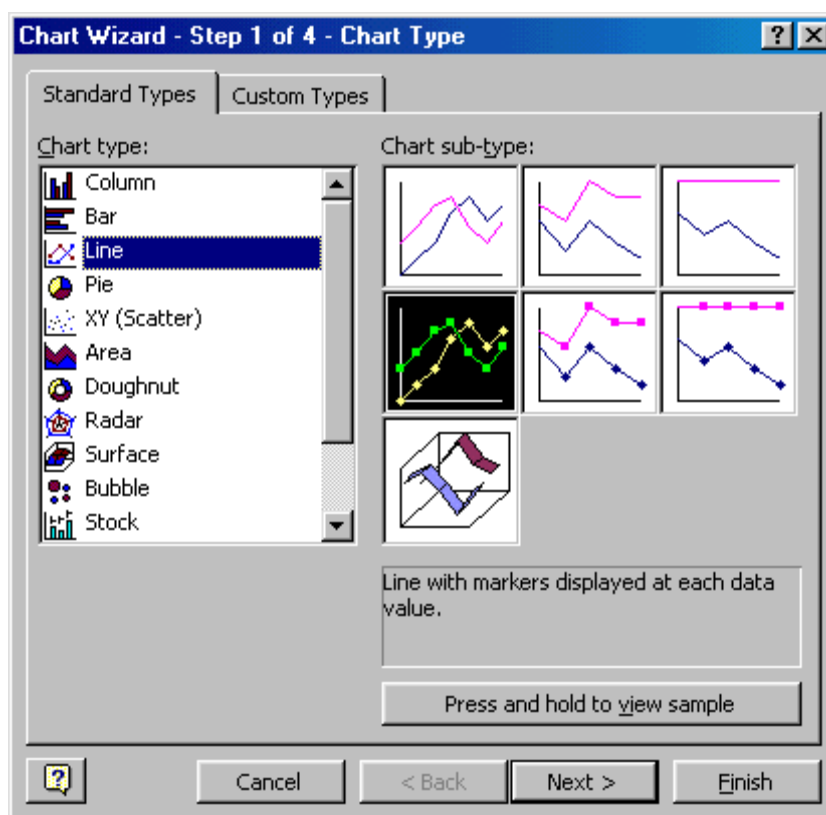 Chart Wizard - Step 1 of 4 - Chart Type
Standard Types
Custom Types
Chart type:
Column
Bar
Line
Pie
XY (Scatter)
Area
Doughnut
Radar
Surface
Bubble
Stock
Chart sub-type:
Line with markers displayed at each data
value.
Press and hold to view sample
Cancel
< Back
Next >
Finish